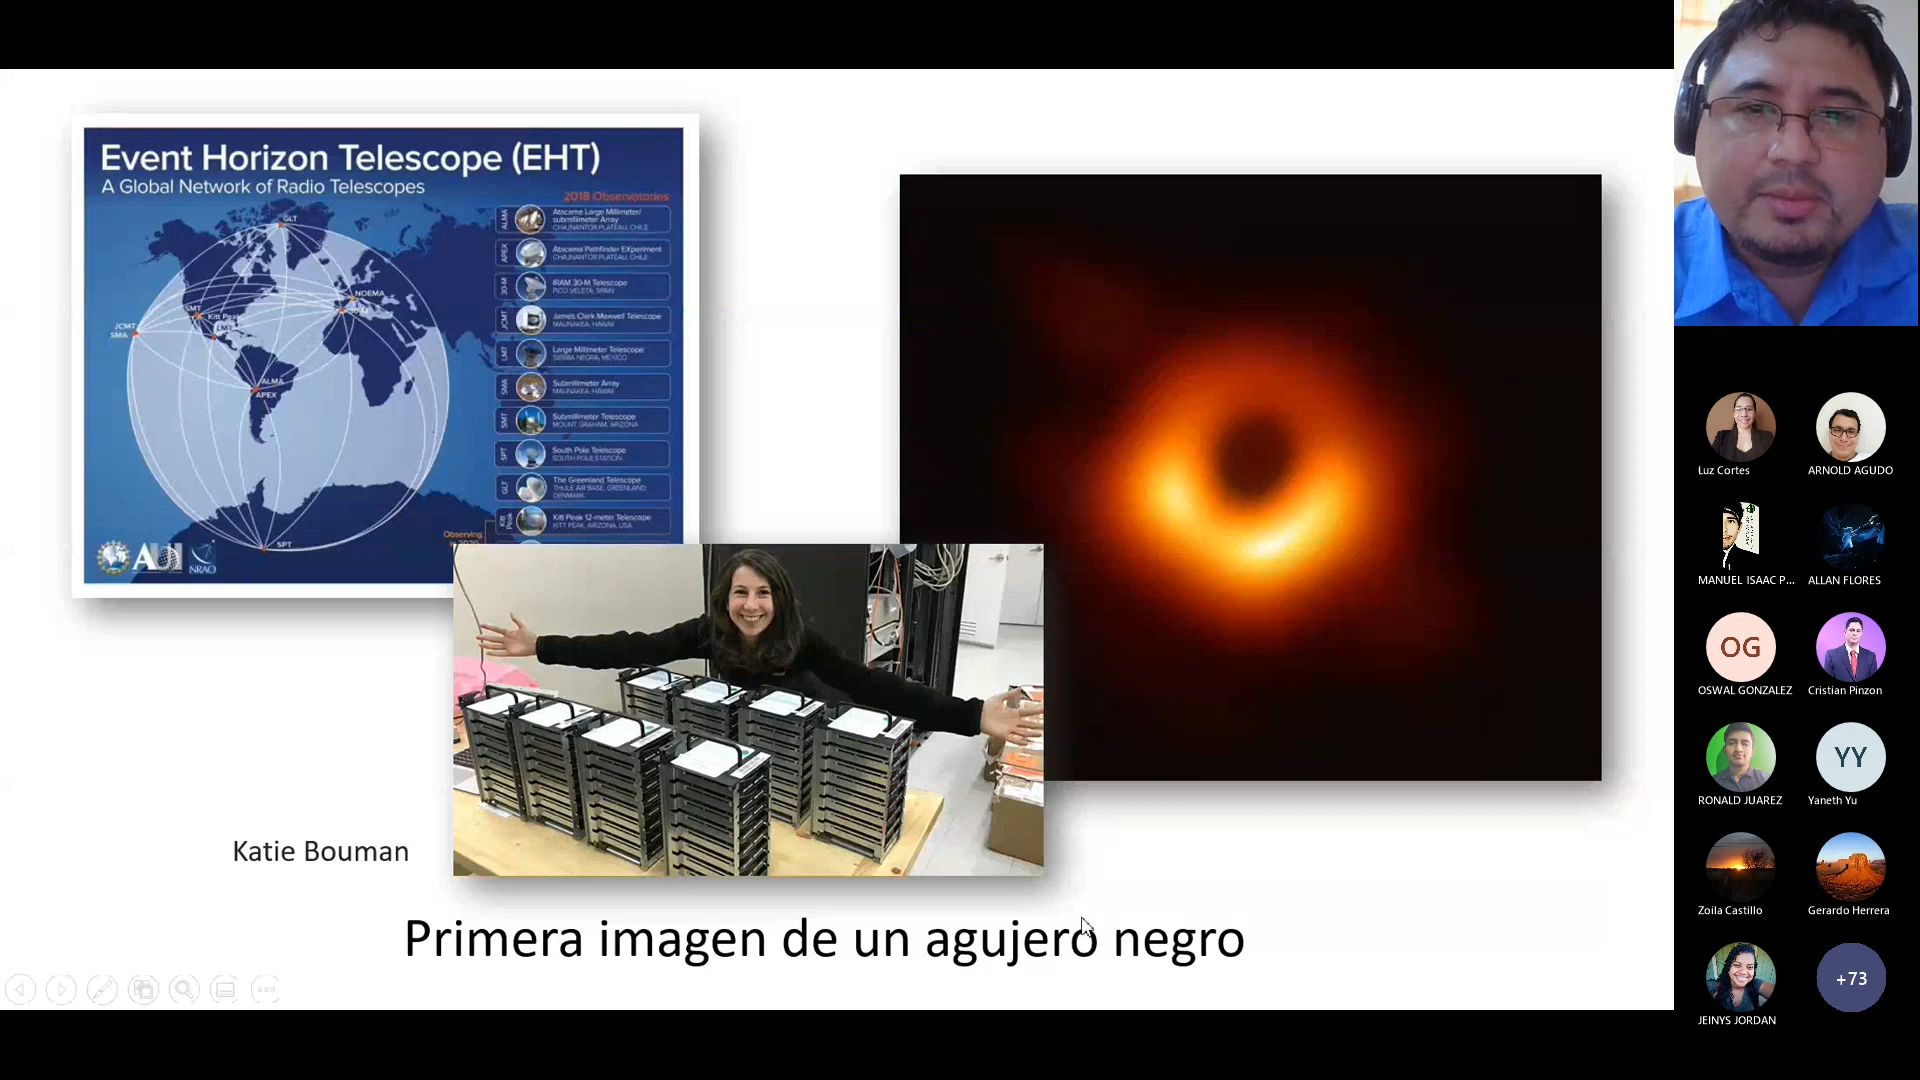 Event Horizon Telescope (EHT)
A Global Network of Radio Telescopes
2018 Observatories
GLT
NOEMA
SMT
Kitt Peak
LMT
JCMT
SMA
ALMA
APEX
SPT
ALMA
Atacama Large Millimeter/
submillimeter Array
CHAJNANTOR PLATEAU, CHILE
APEX
Atacama Pathfinder EXperiment
CHAJNANTOR PLATEAU, CHILE
30-M
IRAM 30-M Telescope
PICO VELETA, SPAIN
JCMT
James Clerk Maxwell Telescope
MAUNAKEA, HAWAII
LMT
Large Millimeter Telescope
SIERRA NEGRA, MEXICO
SMA
Submillimeter Array
MAUNAKEA, HAWAII
SMT
Submillimeter Telescope
MOUNT GRAHAM, ARIZONA
SPT
South Pole Telescope
SOUTH POLE STATION
GLT
The Greenland Telescope
THULE AIR BASE, GREENLAND,
DENMARK
Kitt
Peak
Kitt Peak 12-meter Telescope
KITT PEAK, ARIZONA, USA
Observing
in 2020
AUI
NRAO
Katie Bouman
Primera imagen de un agujero negro
Luz Cortes
ARNOLD AGUDO
MANUEL ISAAC P...
ALLAN FLORES
OG
OSWAL GONZALEZ
Cristian Pinzon
RONALD JUAREZ
YY
Yaneth Yu
Zoila Castillo
Gerardo Herrera
JEINYS JORDAN
+73